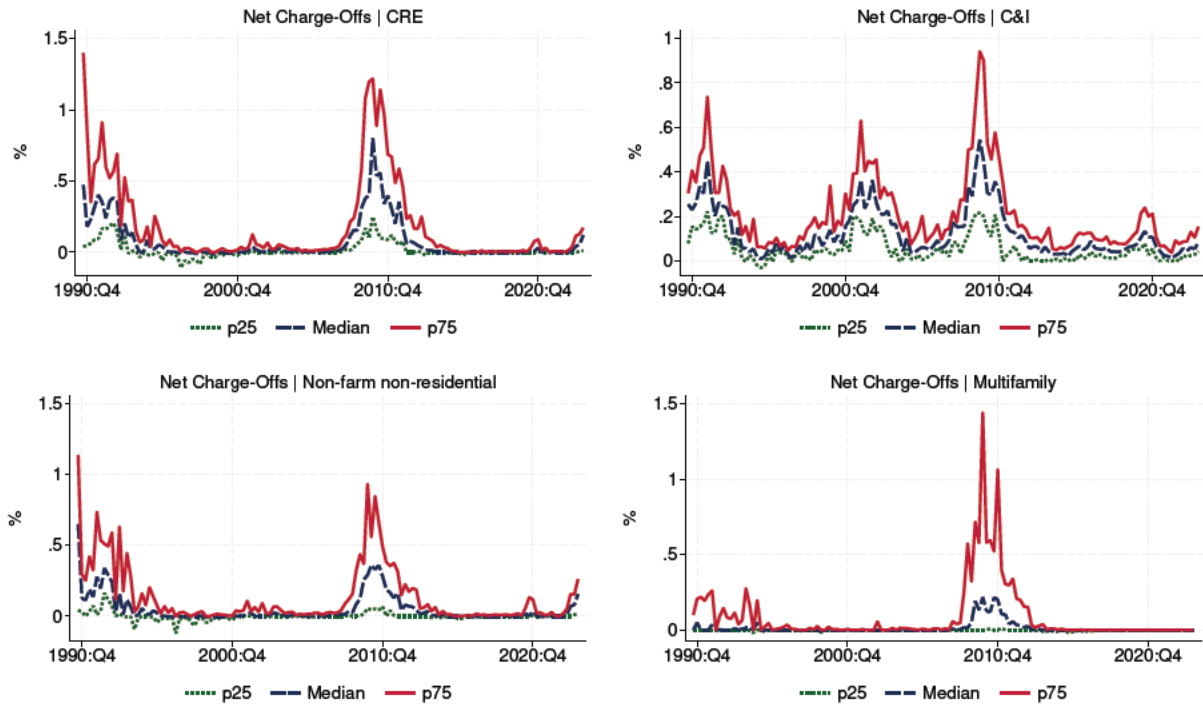 Net Charge-Offs | CRE
1.5
1
.5
0
%
1990:Q4 2000:Q4 2010:Q4 2020:Q4
p25 Median p75
Net Charge-Offs | C&I
1
.8
.6
.4
.2
0
%
1990:Q4 2000:Q4 2010:Q4 2020:Q4
p25 Median p75
Net Charge-Offs | Non-farm non-residential
1.5
1
.5
0
%
1990:Q4 2000:Q4 2010:Q4 2020:Q4
p25 Median p75
Net Charge-Offs | Multifamily
1.5
1
.5
0
%
1990:Q4 2000:Q4 2010:Q4 2020:Q4
p25 Median p75